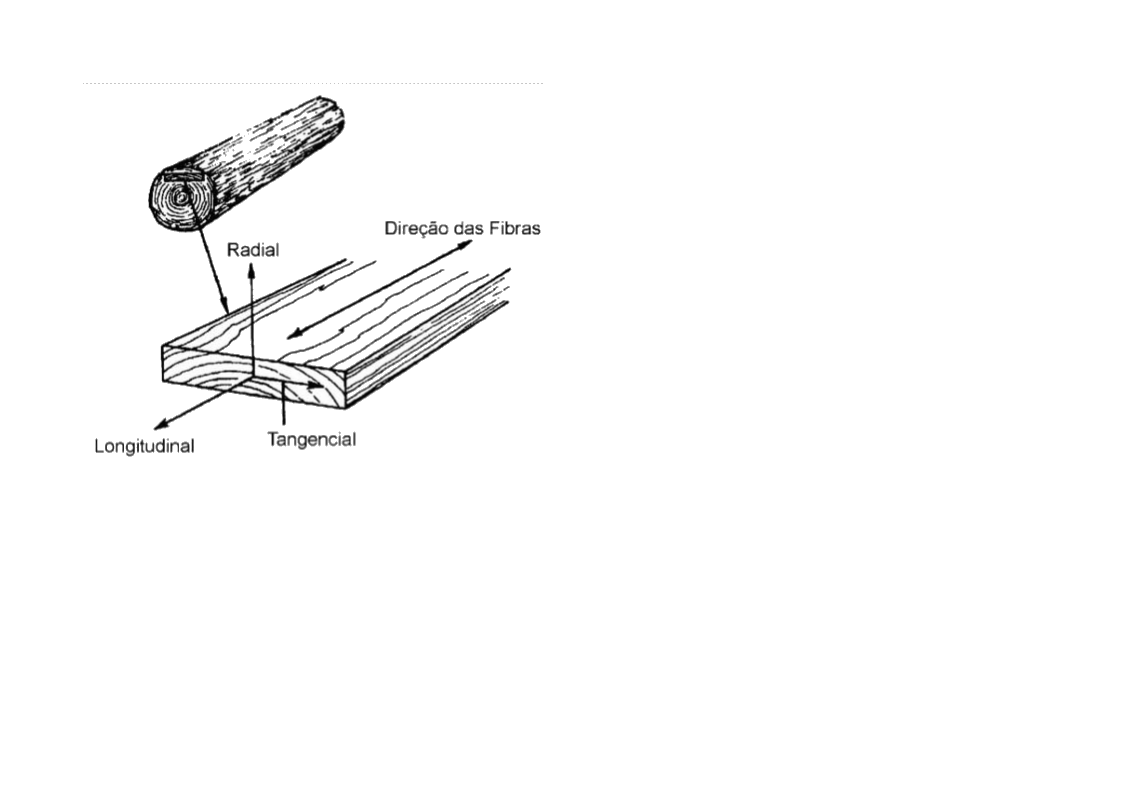 Direção das Fibras
Radial
Longitudinal
Tangencial